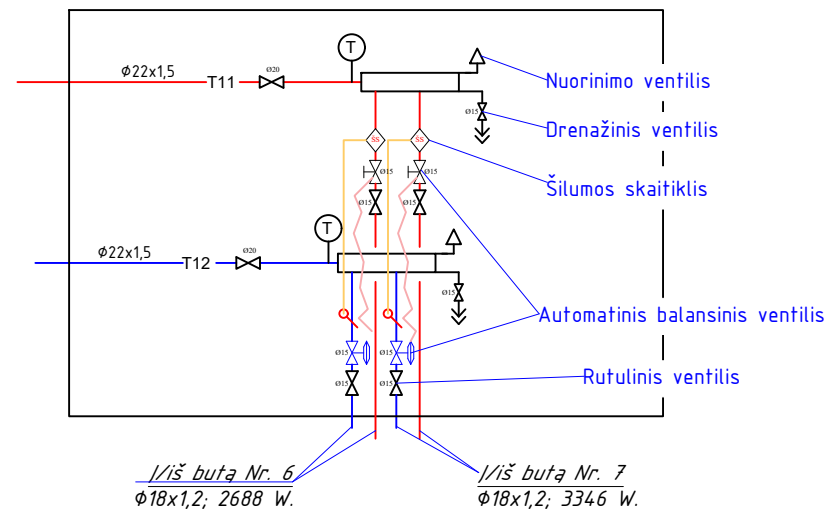 T
Φ22x1,5
T11
Ø20
Nuorinimo ventilis
Ø15
Drenažinis ventilis
SS
SS
Ø15
Ø15
Šilumos skaitiklis
Ø15
Ø15
T
Φ22x1,5
T12
Ø20
Ø15
Automatinis balansinis ventilis
Ø15
Ø15
Ø15
Ø15
Rutulinis ventilis
Į/iš butą Nr. 6
Φ18x1,2; 2688 W.
Į/iš butą Nr. 7
Φ18x1,2; 3346 W.